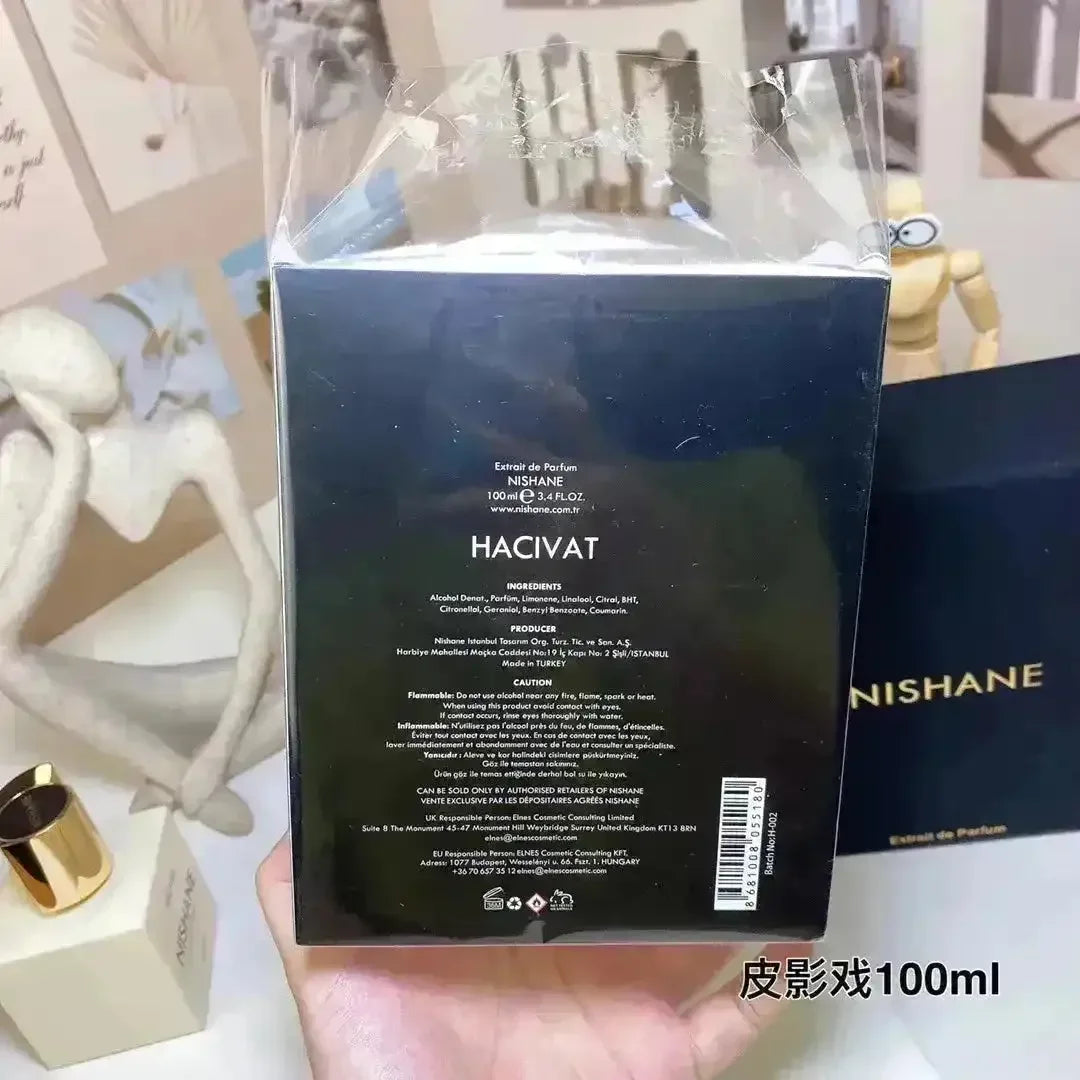 Extrait de Parfum
NISHANE
100 ml ℮ 3.4 FL.OZ.
www.nishane.com.tr
HACIVAT
INGREDIENTS
Alcohol Denat., Parfüm, Limonene, Linalool, Citral, BHT,
Citronellol, Geraniol, Benzyl Benzoate, Coumarin.
PRODUCER
Nishane Istanbul Tasarım Org. Turz. Tic. ve San. A.Ş.
Harbiye Mahallesi Maçka Caddesi No:19 İç Kapı No: 2 Şişli/ISTANBUL
Made in TURKEY
CAUTION
Flammable: Do not use alcohol near any fire, flame, spark or heat.
When using this product avoid contact with eyes.
If contact occurs, rinse eyes thoroughly with water.
Inflammable: N'utilisez pas l'alcool près du feu, de flammes, d'étincelles.
Éviter tout contact avec les yeux. En cas de contact avec les yeux,
laver immédiatement et abondamment avec de l'eau et consulter un spécialiste.
Yanıcıdır: Aleve ve kor halindeki cisimlere püskürtmeyiniz.
Göz ile temastan sakınınız.
Ürün göz ile temas ettiğinde derhal bol su ile yıkayın.
CAN BE SOLD ONLY BY AUTHORISED RETAILERS OF NISHANE
VENTE EXCLUSIVE PAR LES DÉPOSITAIRES AGRÉÉS NISHANE
UK Responsible Person: Elnes Cosmetic Consulting Limited
Suite 8 The Monument 45-47 Monument Hill Weybridge Surrey United Kingdom KT13 8RN
elnes@elnescosmetic.com
EU Responsible Person: ELNES Cosmetic Consulting KFT.
Adress: 1077 Budapest, Wesselényi u. 66. Fszt. 1. HUNGARY
+36 70 657 35 12 elnes@elnescosmetic.com
36M
NOT TESTED
ON ANIMALS
8681008055180
Batch No:H-002
NISHANE
Extrait de Parfum
NISHANE
皮影戏100ml